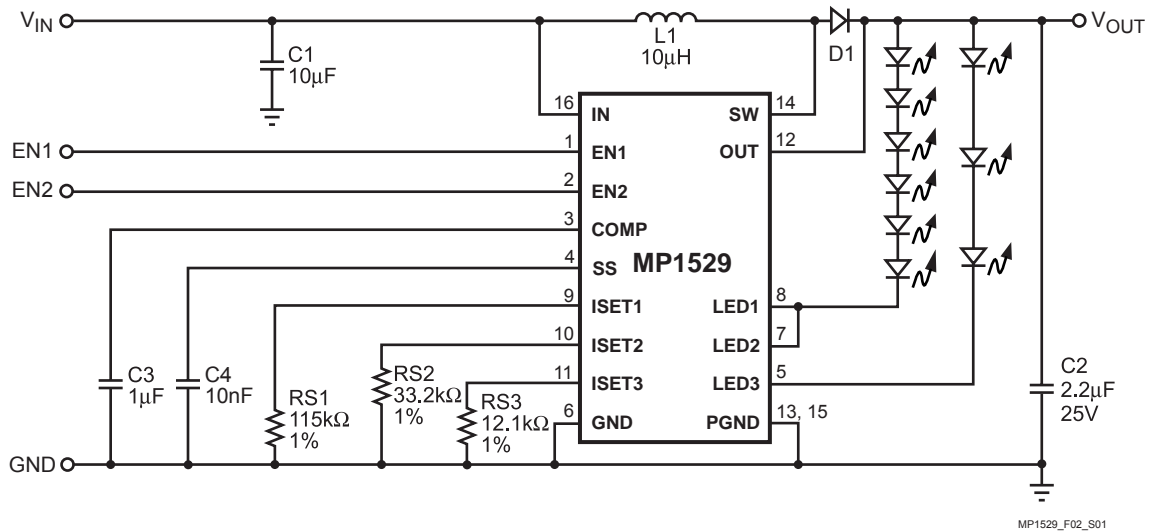 VIN
VOUT
L1
10µH
D1
C1
10µF
16
IN
SW
14
EN1
1
EN1
OUT
12
EN2
2
EN2
3
COMP
4
SS
MP1529
9
ISET1
LED1
8
10
ISET2
LED2
7
11
ISET3
LED3
5
6
GND
PGND
13, 15
C3
1µF
C4
10nF
RS1
115kΩ
1%
RS2
33.2kΩ
1%
RS3
12.1kΩ
1%
C2
2.2µF
25V
GND
MP1529_F02_S01